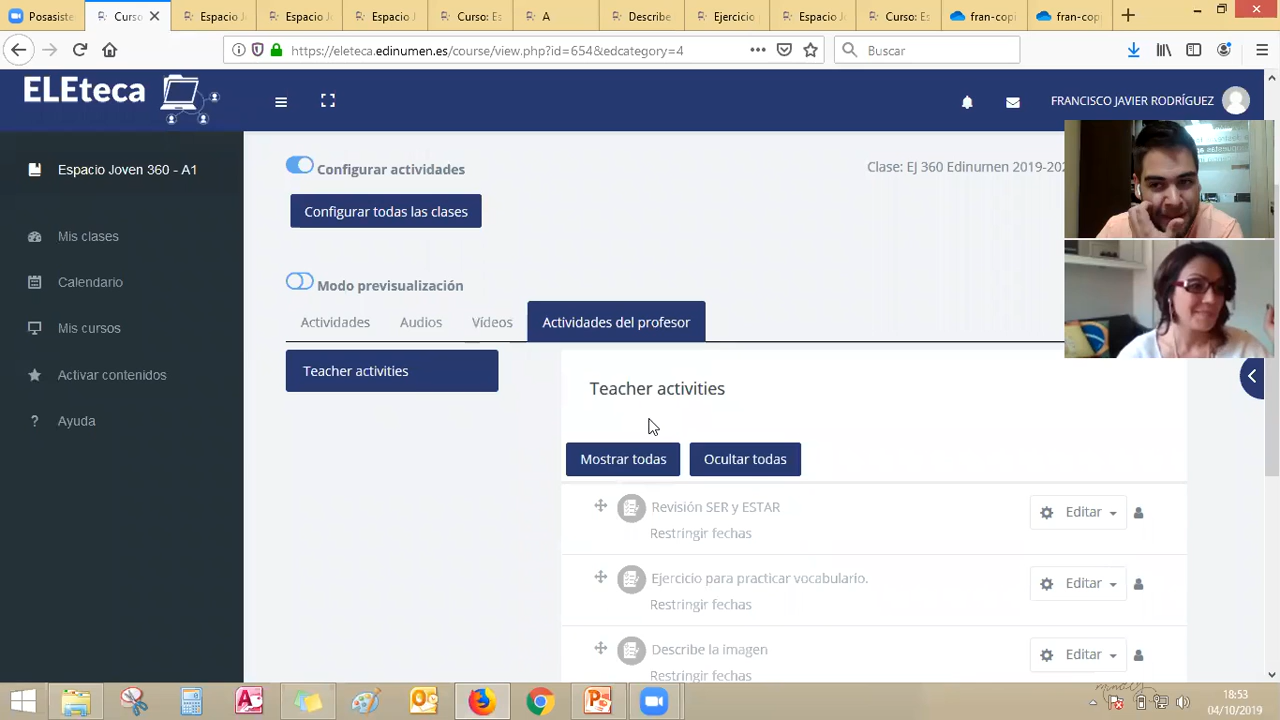 Posasiste
Curso
Espacio J
Espacio Jo
Espacio J
Curso: Es
A
Describe
Ejercicio
Espacio Jo
Curso: Es
fran-copi
fran-cop
https://eleteca.edinumen.es/course/view.php?id=654&edcategory=4
Buscar
ELEteca
FRANCISCO JAVIER RODRÍGUEZ
Espacio Joven 360 - A1
Mis clases
Calendario
Mis cursos
Activar contenidos
? Ayuda
Configurar actividades
Clase: EJ 360 Edinumen 2019-202
Configurar todas las clases
Modo previsualización
Actividades Audios Vídeos Actividades del profesor
Teacher activities
Teacher activities
Mostrar todas Ocultar todas
Revisión SER y ESTAR
Restringir fechas
Editar
Ejercicio para practicar vocabulario.
Restringir fechas
Editar
Describe la imagen
Restringir fechas
Editar
18:53
04/10/2019